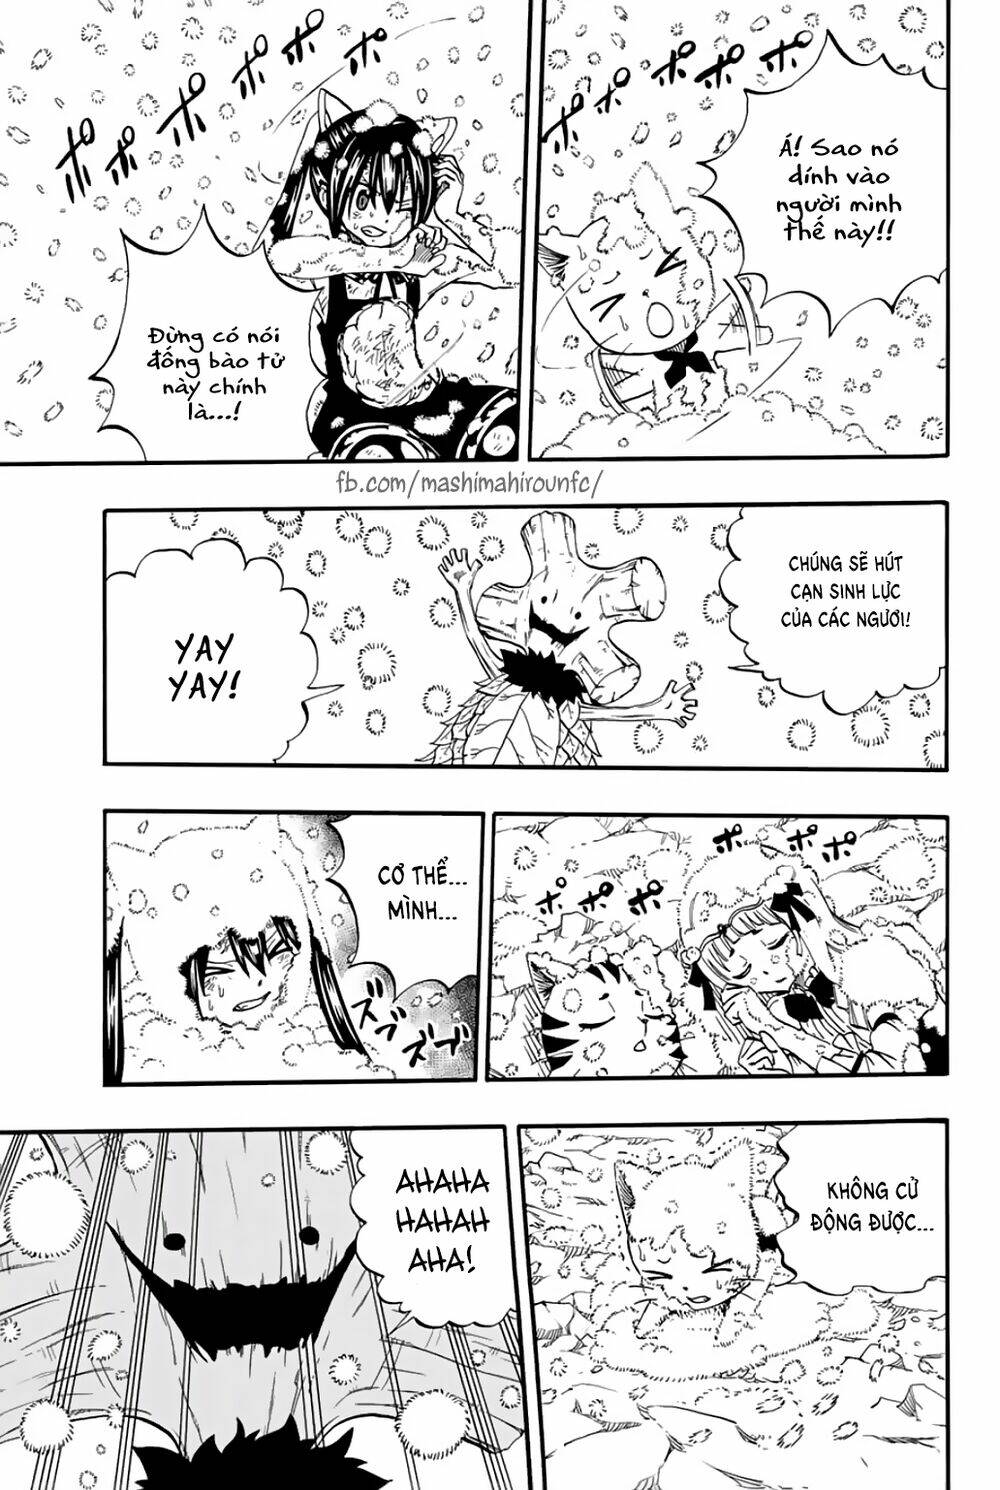 Á! Sao nó
dính vào
người mình
thế này!!
ポポポポ
ポポポポポ
Đừng có nói
đống bào tử
này chính
là...!
fb.com/mashimahirounfc/
CHÚNG SẼ HÚT
CẠN SINH LỰC
CỦA CÁC NGƯƠI!
YAY
YAY!
ポポポ
ポポポ
CƠ THỂ...
MÌNH...
ズズズズ
KHÔNG CỬ
ĐỘNG ĐƯỢC...
AHAHA
HAHAH
AHA!